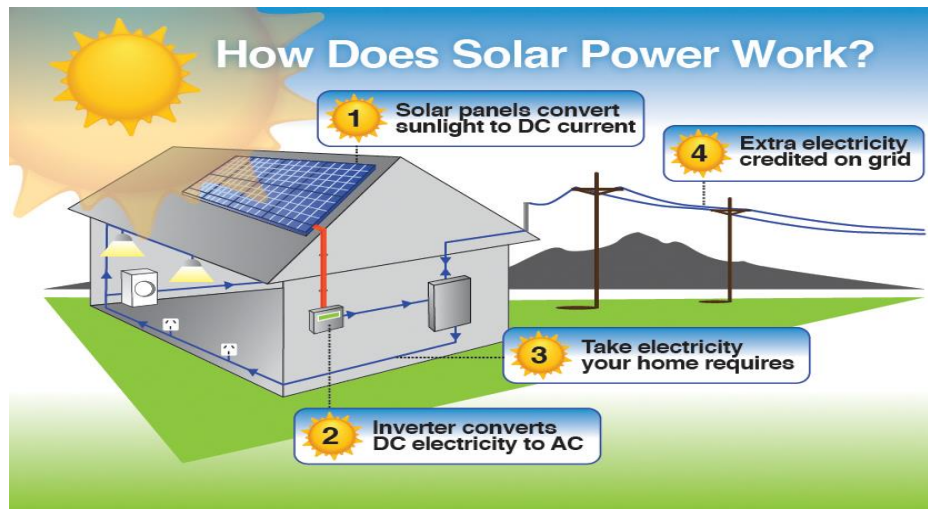 How Does Solar Power Work?
1
Solar panels convert
sunlight to DC current
4
Extra electricity
credited on grid
3
Take electricity
your home requires
2
Inverter converts
DC electricity to AC